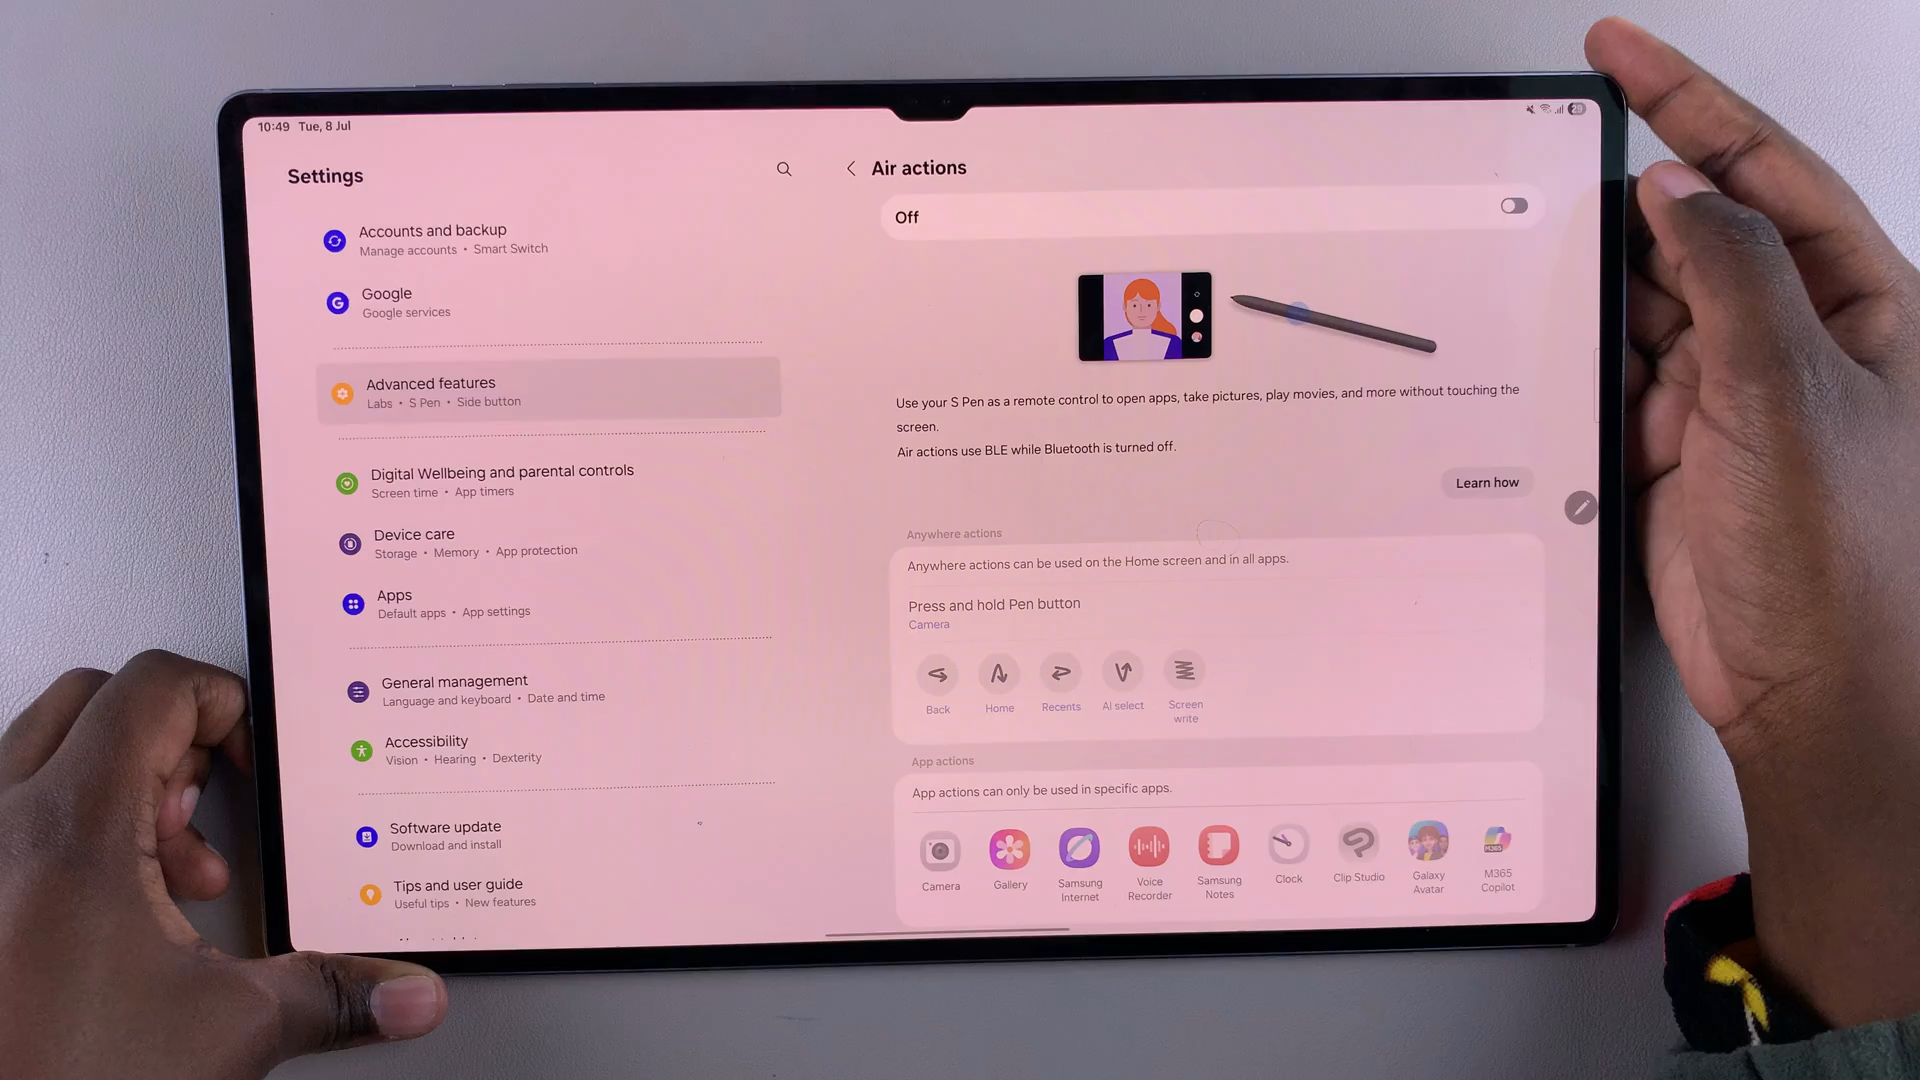 10:49 Tue, 8 Jul
29
Settings
Accounts and backup
Manage accounts • Smart Switch
Google
Google services
Advanced features
Labs • S Pen • Side button
Digital Wellbeing and parental controls
Screen time • App timers
Device care
Storage • Memory • App protection
Apps
Default apps • App settings
General management
Language and keyboard • Date and time
Accessibility
Vision • Hearing • Dexterity
Software update
Download and install
Tips and user guide
Useful tips • New features
Air actions
Off
Use your S Pen as a remote control to open apps, take pictures, play movies, and more without touching the
screen.
Air actions use BLE while Bluetooth is turned off.
Learn how
Anywhere actions
Anywhere actions can be used on the Home screen and in all apps.
Press and hold Pen button
Camera
Back Home Recents AI select Screen
write
App actions
App actions can only be used in specific apps.
M365
Camera Gallery Samsung Voice Samsung Clock Clip Studio Galaxy M365
Internet Recorder Notes Avatar Copilot